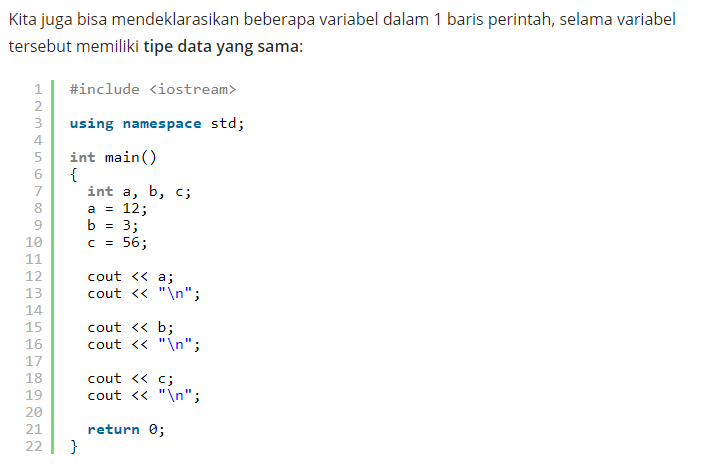 Kita juga bisa mendeklarasikan beberapa variabel dalam 1 baris perintah, selama variabel
tersebut memiliki tipe data yang sama:
1 #include <iostream>
2
3 using namespace std;
4
5 int main()
6 {
7   int a, b, c;
8   a = 12;
9   b = 3;
10   c = 56;
11
12   cout << a;
13   cout << "\n";
14
15   cout << b;
16   cout << "\n";
17
18   cout << c;
19   cout << "\n";
20
21   return 0;
22 }